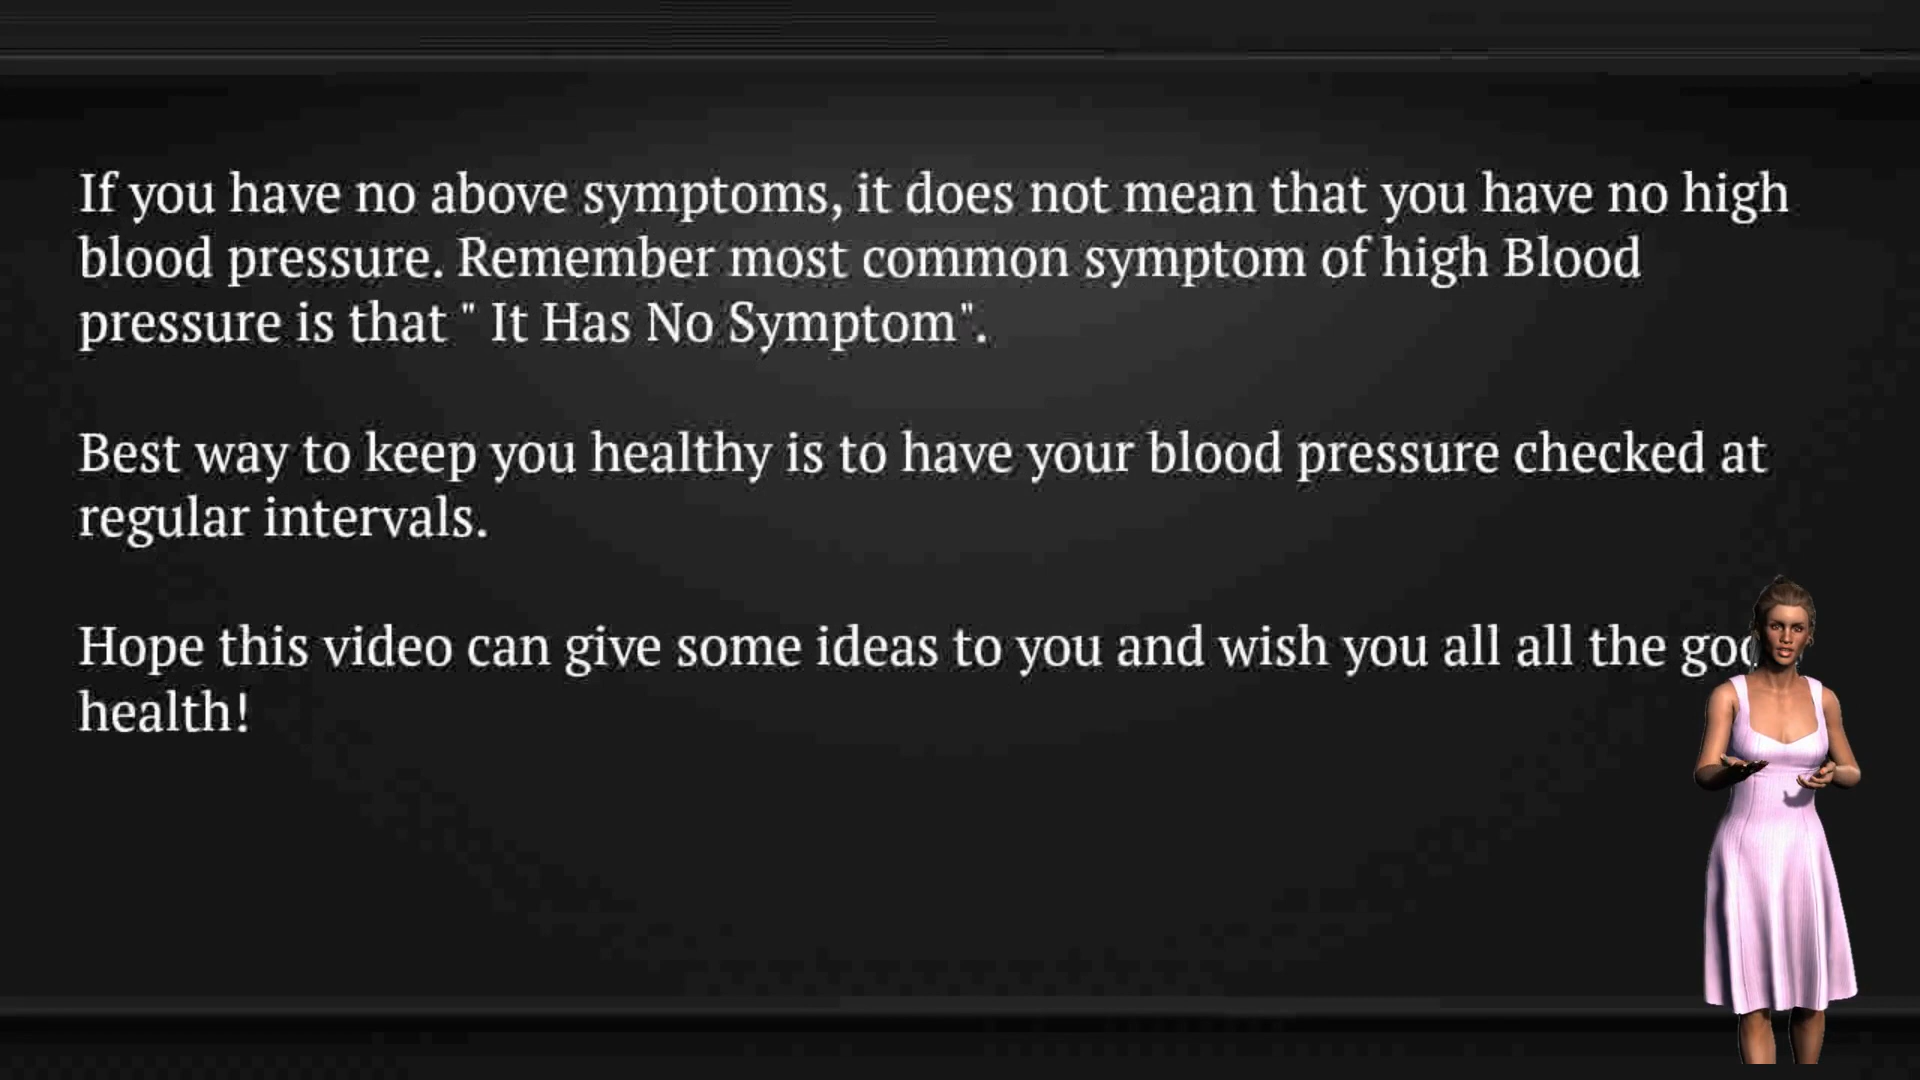 If you have no above symptoms, it does not mean that you have no high
blood pressure. Remember most common symptom of high Blood
pressure is that " It Has No Symptom".
Best way to keep you healthy is to have your blood pressure checked at
regular intervals.
Hope this video can give some ideas to you and wish you all all the
health!